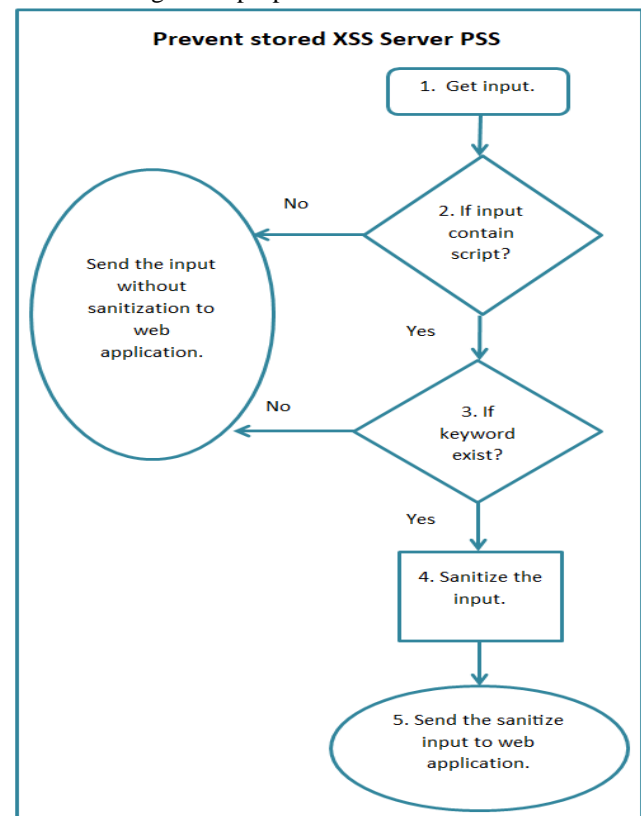 Prevent stored XSS Server PSS
1. Get input.
No
2. If input
contain
script?
Send the input
without
sanitization to
web
application.
Yes
No
3. If
keyword
exist?
Yes
4. Sanitize the
input.
5. Send the sanitize
input to web
application.